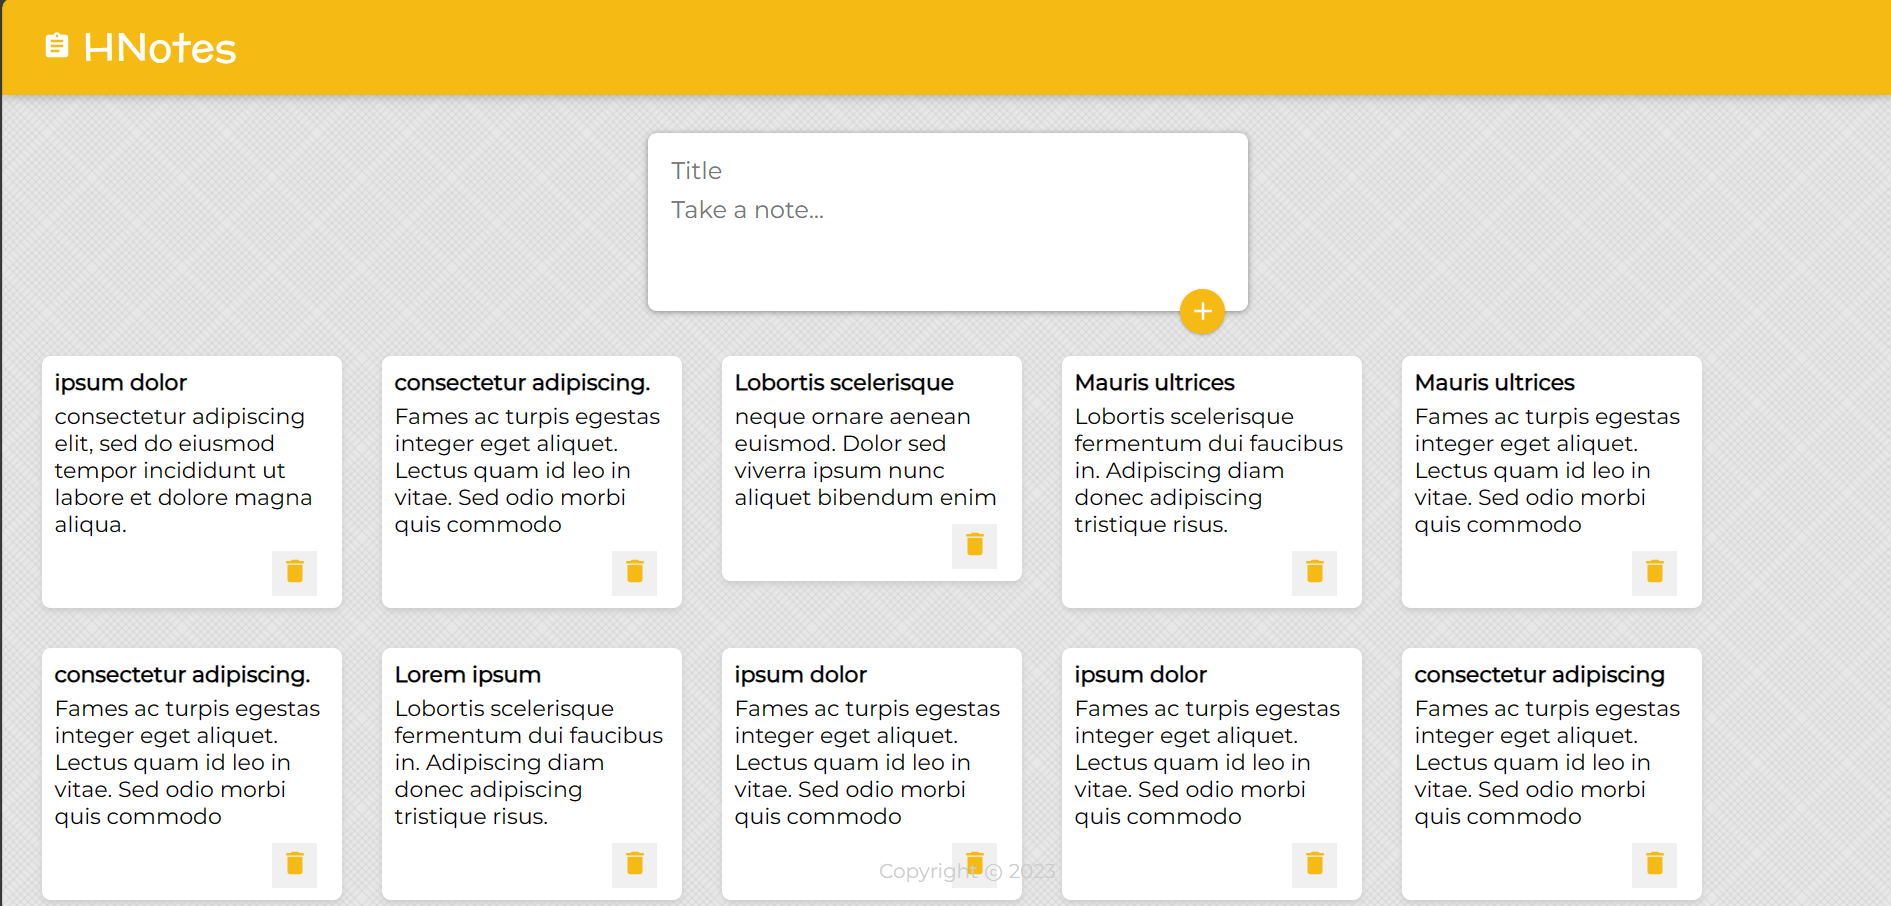 HNotes
Title
Take a note...
ipsum dolor
consectetur adipiscing
elit, sed do eiusmod
tempor incididunt ut
labore et dolore magna
aliqua.
consectetur adipiscing.
Fames ac turpis egestas
integer eget aliquet.
Lectus quam id leo in
vitae. Sed odio morbi
quis commodo
Lobortis scelerisque
neque ornare aenean
euismod. Dolor sed
viverra ipsum nunc
aliquet bibendum enim
Mauris ultrices
Lobortis scelerisque
fermentum dui faucibus
in. Adipiscing diam
donec adipiscing
tristique risus.
Mauris ultrices
Fames ac turpis egestas
integer eget aliquet.
Lectus quam id leo in
vitae. Sed odio morbi
quis commodo
consectetur adipiscing.
Fames ac turpis egestas
integer eget aliquet.
Lectus quam id leo in
vitae. Sed odio morbi
quis commodo
Lorem ipsum
Lobortis scelerisque
fermentum dui faucibus
in. Adipiscing diam
donec adipiscing
tristique risus.
ipsum dolor
Fames ac turpis egestas
integer eget aliquet.
Lectus quam id leo in
vitae. Sed odio morbi
quis commodo
ipsum dolor
Fames ac turpis egestas
integer eget aliquet.
Lectus quam id leo in
vitae. Sed odio morbi
quis commodo
consectetur adipiscing
Fames ac turpis egestas
integer eget aliquet.
Lectus quam id leo in
vitae. Sed odio morbi
quis commodo
Copyright © 2023